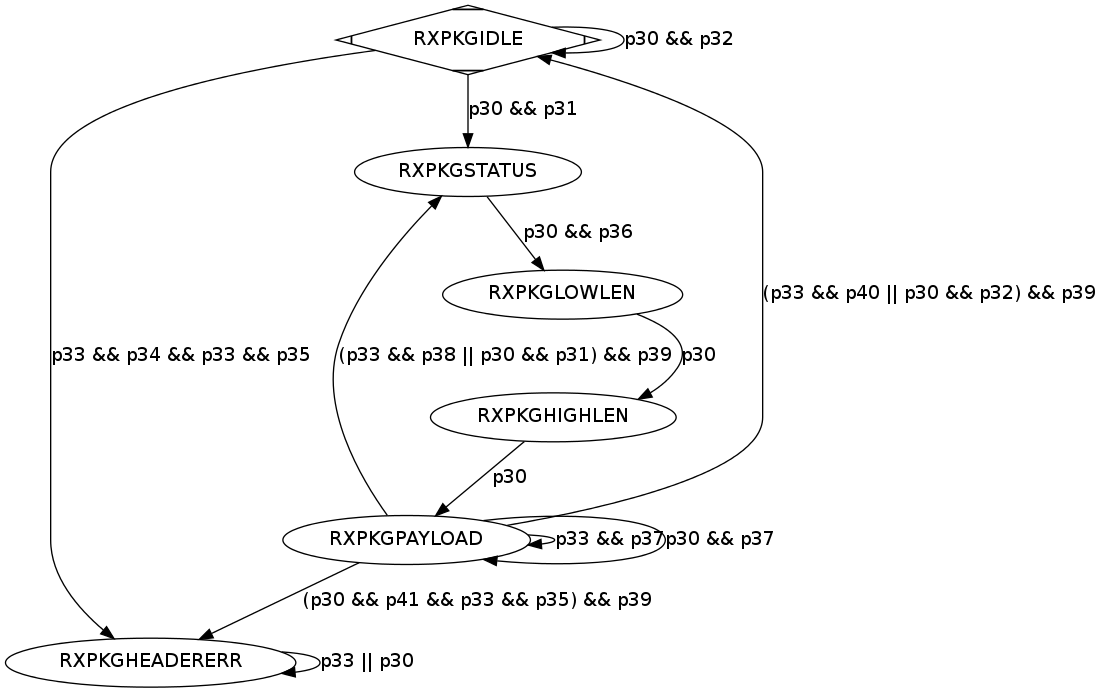 RXPKGIDLE
p30 && p32
p30 && p31
RXPKGSTATUS
p30 && p36
RXPKGLOWLEN
(p33 && p40 || p30 && p32) && p39
p33 && p34 && p33 && p35
(p33 && p38 || p30 && p31) && p39
p30
RXPKGHIGHLEN
p30
RXPKGPAYLOAD
p33 && p37
p30 && p37
(p30 && p41 && p33 && p35) && p39
RXPKGHEADERERR
p33 || p30